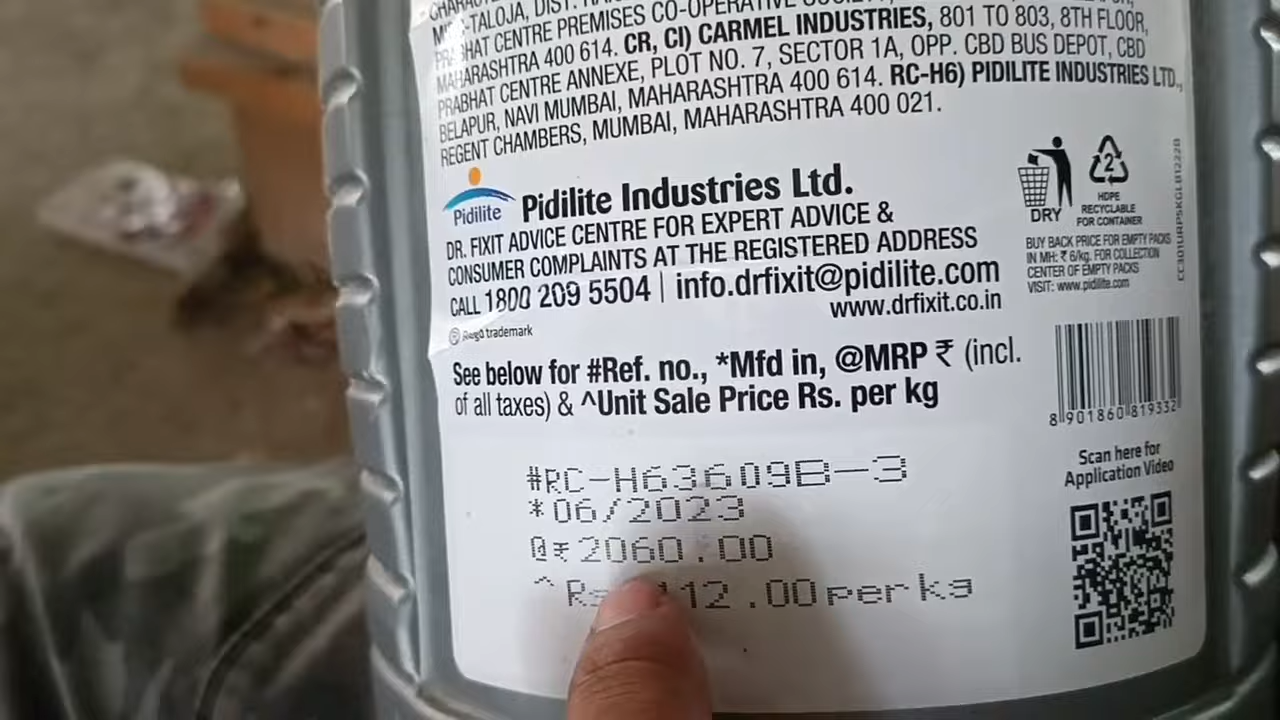 MIDC-TALOJA, DIST.
PRABHAT CENTRE PREMISES CO-OPERATIVE
MAHARASHTRA 400 614. CR, CI) CARMEL INDUSTRIES, 801 TO 803, 8TH FLOOR,
PRABHAT CENTRE ANNEXE, PLOT NO. 7, SECTOR 1A, OPP. CBD BUS DEPOT, CBD
BELAPUR, NAVI MUMBAI, MAHARASHTRA 400 614. RC-H6) PIDILITE INDUSTRIES LTD.,
REGENT CHAMBERS, MUMBAI, MAHARASHTRA 400 021.
Pidilite
Pidilite Industries Ltd.
DR. FIXIT ADVICE CENTRE FOR EXPERT ADVICE &
CONSUMER COMPLAINTS AT THE REGISTERED ADDRESS
CALL 1800 209 5504 | info.drfixit@pidilite.com
www.drfixit.co.in
Regd trademark
See below for #Ref. no., *Mfd in, @MRP ₹ (incl.
of all taxes) & ^Unit Sale Price Rs. per kg
#RC-H63609B-3
*06/2023
@₹2060.00
^ Rs 112.00 per kg
DRY
2
HDPE
RECYCLABLE
FOR CONTAINER
BUY BACK PRICE FOR EMPTY PACKS
IN MH: ₹ 6/kg. FOR COLLECTION
CENTER OF EMPTY PACKS
VISIT: www.pidilite.com
8 901860 819332
Scan here for
Application Video